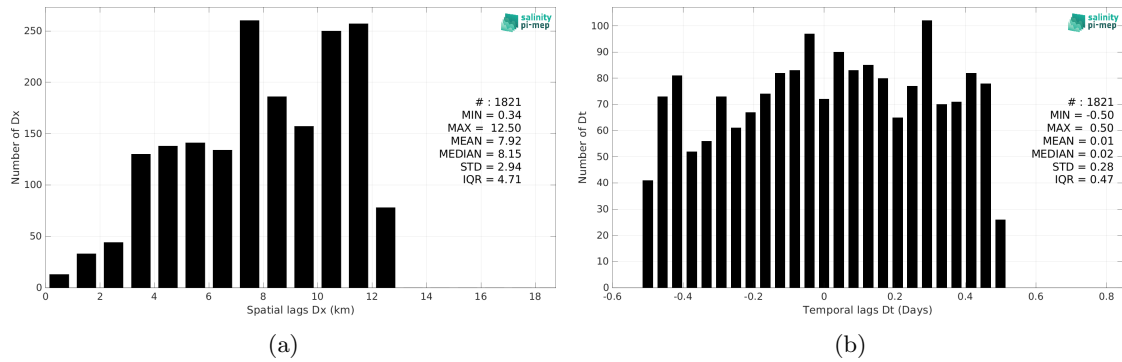 salinity
pi-mep
250
200
150
100
50
0
Number of Dx
# : 1821
MIN = 0.34
MAX = 12.50
MEAN = 7.92
MEDIAN = 8.15
STD = 2.94
IQR = 4.71
0 2 4 6 8 10 12 14 16 18
Spatial lags Dx (km)
(a)
salinity
pi-mep
100
90
80
70
60
50
40
30
20
10
0
Number of Dt
# : 1821
MIN = -0.50
MAX = 0.50
MEAN = 0.01
MEDIAN = 0.02
STD = 0.28
IQR = 0.47
-0.6 -0.4 -0.2 0 0.2 0.4 0.6 0.8
Temporal lags Dt (Days)
(b)